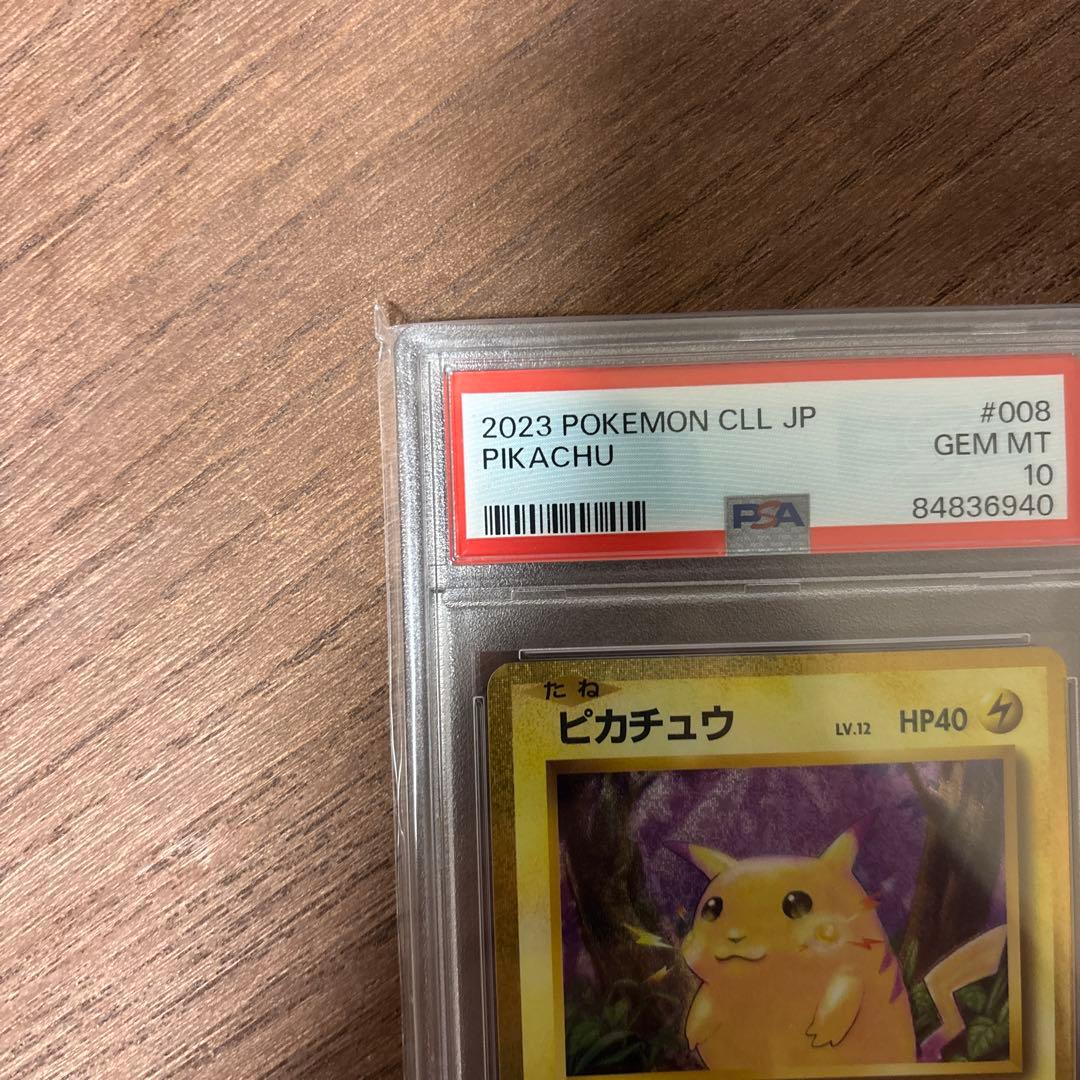 2023 POKEMON CLL JP #008
PIKACHU GEM MT
10
PSA 84836940
たね
ピカチュウ LV.12 HP40